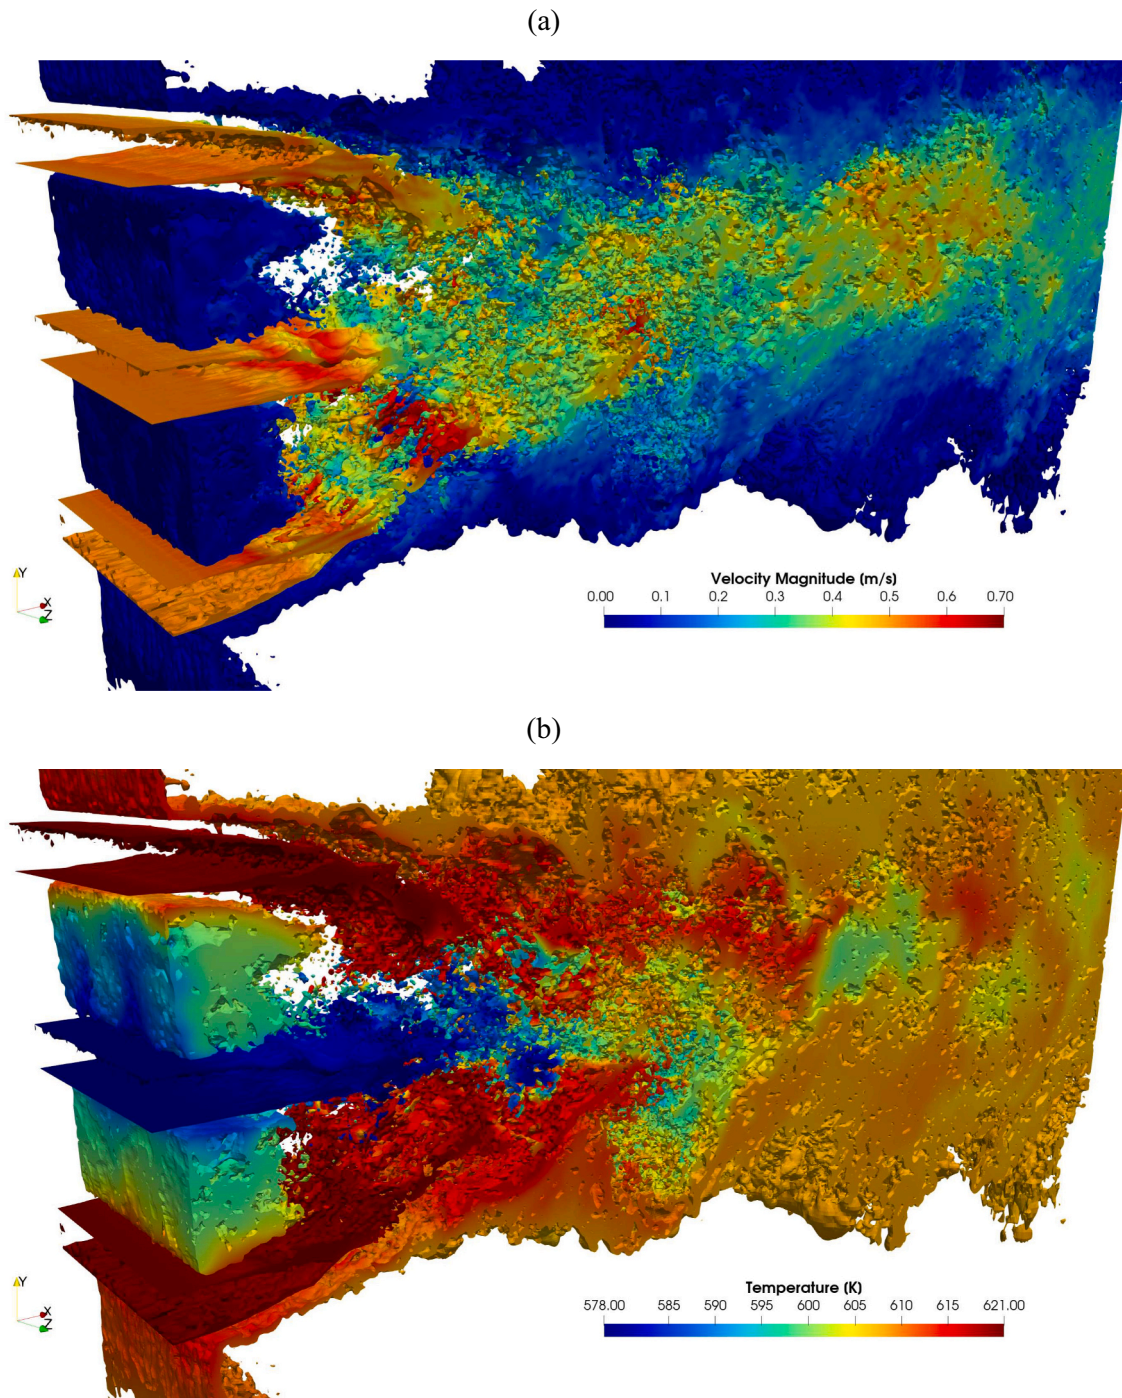 (a)
Y
X
Z
Velocity Magnitude (m/s)
0.00 0.1 0.2 0.3 0.4 0.5 0.6 0.70
(b)
Y
X
Z
Temperature (K)
578.00 585 590 595 600 605 610 615 621.00